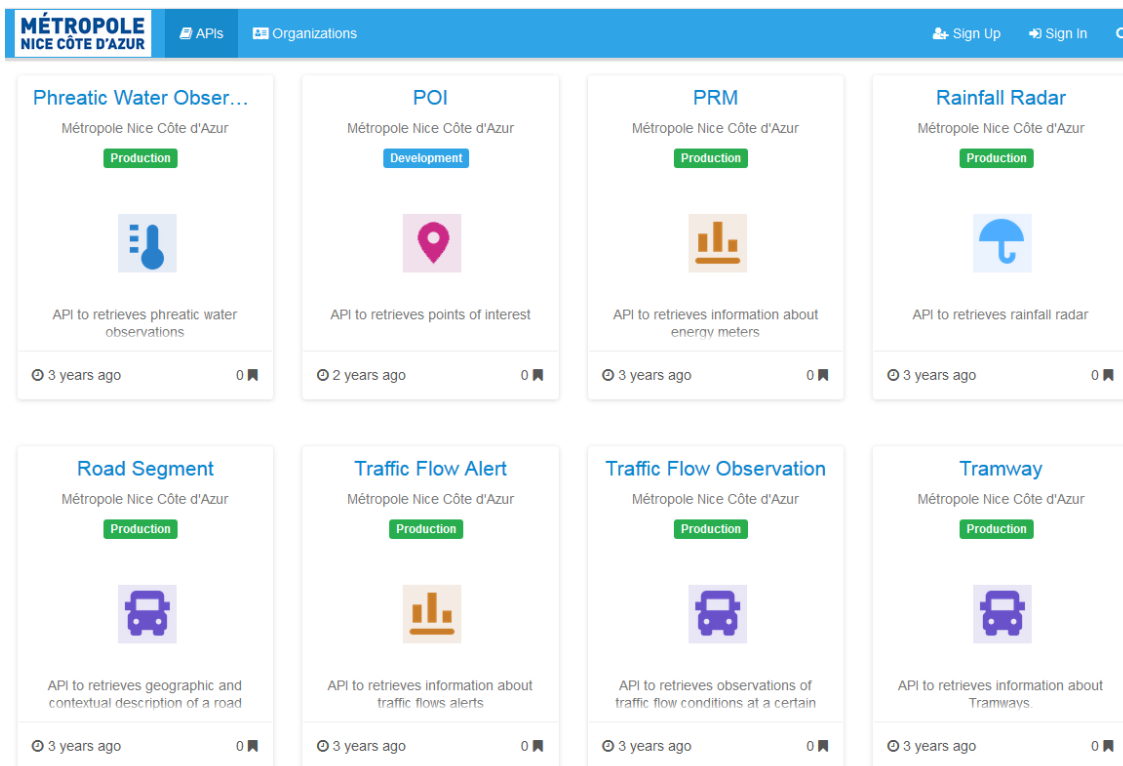 MÉTROPOLE
NICE CÔTE D'AZUR
APIs
Organizations
Sign Up
Sign In
Phreatic Water Obser...
Métropole Nice Côte d'Azur
Production
API to retrieves phreatic water
observations
3 years ago
0
POI
Métropole Nice Côte d'Azur
Development
API to retrieves points of interest
2 years ago
0
PRM
Métropole Nice Côte d'Azur
Production
API to retrieves information about
energy meters
3 years ago
0
Rainfall Radar
Métropole Nice Côte d'Azur
Production
API to retrieves rainfall radar
3 years ago
0
Road Segment
Métropole Nice Côte d'Azur
Production
API to retrieves geographic and
contextual description of a road
3 years ago
0
Traffic Flow Alert
Métropole Nice Côte d'Azur
Production
API to retrieves information about
traffic flows alerts
3 years ago
0
Traffic Flow Observation
Métropole Nice Côte d'Azur
Production
API to retrieves observations of
traffic flow conditions at a certain
3 years ago
0
Tramway
Métropole Nice Côte d'Azur
Production
API to retrieves information about
Tramways.
3 years ago
0